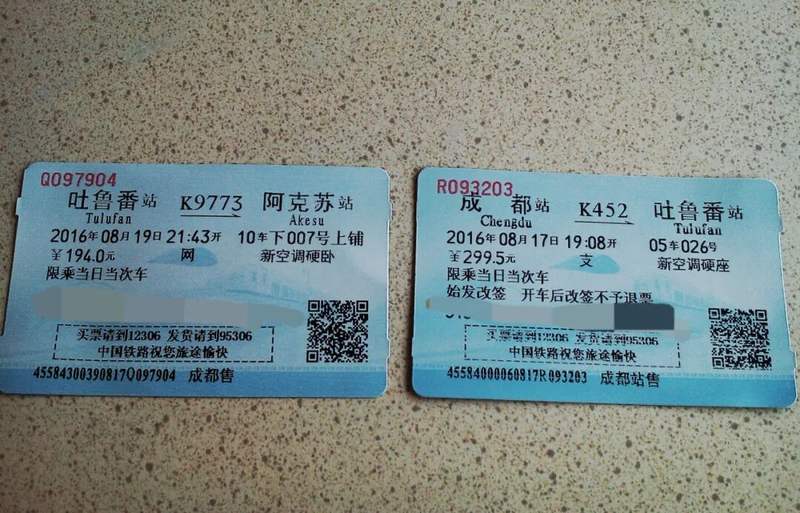 Q097904
吐鲁番站 K9773 阿克苏站
Tulufan Akesu
2016年08月19日21:43开 10车下007号上铺
￥194.0元 网 新空调硬卧
限乘当日当次车
买票请到12306 发货请到95306
中国铁路祝您旅途愉快
45584300390817Q097904 成都售
R093203
成都站 K452 吐鲁番站
Chengdu Tulufan
2016年08月17日19:08开 05车026号
￥299.5元 支 新空调硬座
限乘当日当次车
始发改签 开车后改签不予退票
买票请到12306 发货请到95306
中国铁路祝您旅途愉快
45584000060817R093203 成都站售